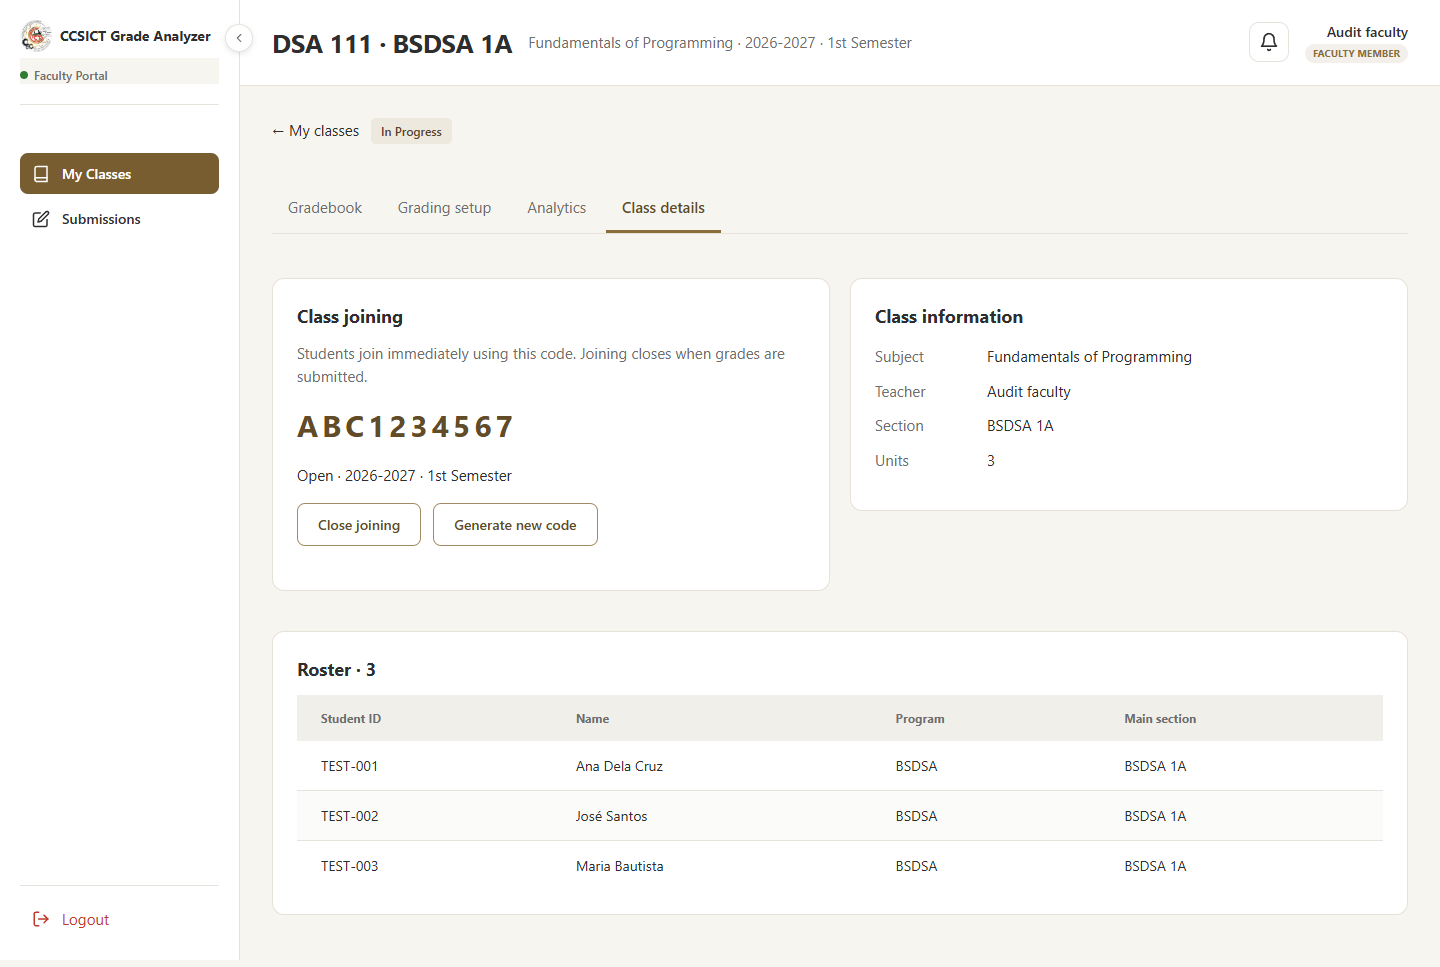 CCSICT Grade Analyzer
Faculty Portal
My Classes
Submissions
Logout
DSA 111 · BSDSA 1A
Fundamentals of Programming · 2026-2027 · 1st Semester
Audit faculty
FACULTY MEMBER
← My classes
In Progress
Gradebook
Grading setup
Analytics
Class details
Class joining
Students join immediately using this code. Joining closes when grades are
submitted.
ABC1234567
Open · 2026-2027 · 1st Semester
Close joining
Generate new code
Class information
Subject Fundamentals of Programming
Teacher Audit faculty
Section BSDSA 1A
Units 3
Roster · 3
Student ID Name Program Main section
TEST-001 Ana Dela Cruz BSDSA BSDSA 1A
TEST-002 José Santos BSDSA BSDSA 1A
TEST-003 Maria Bautista BSDSA BSDSA 1A